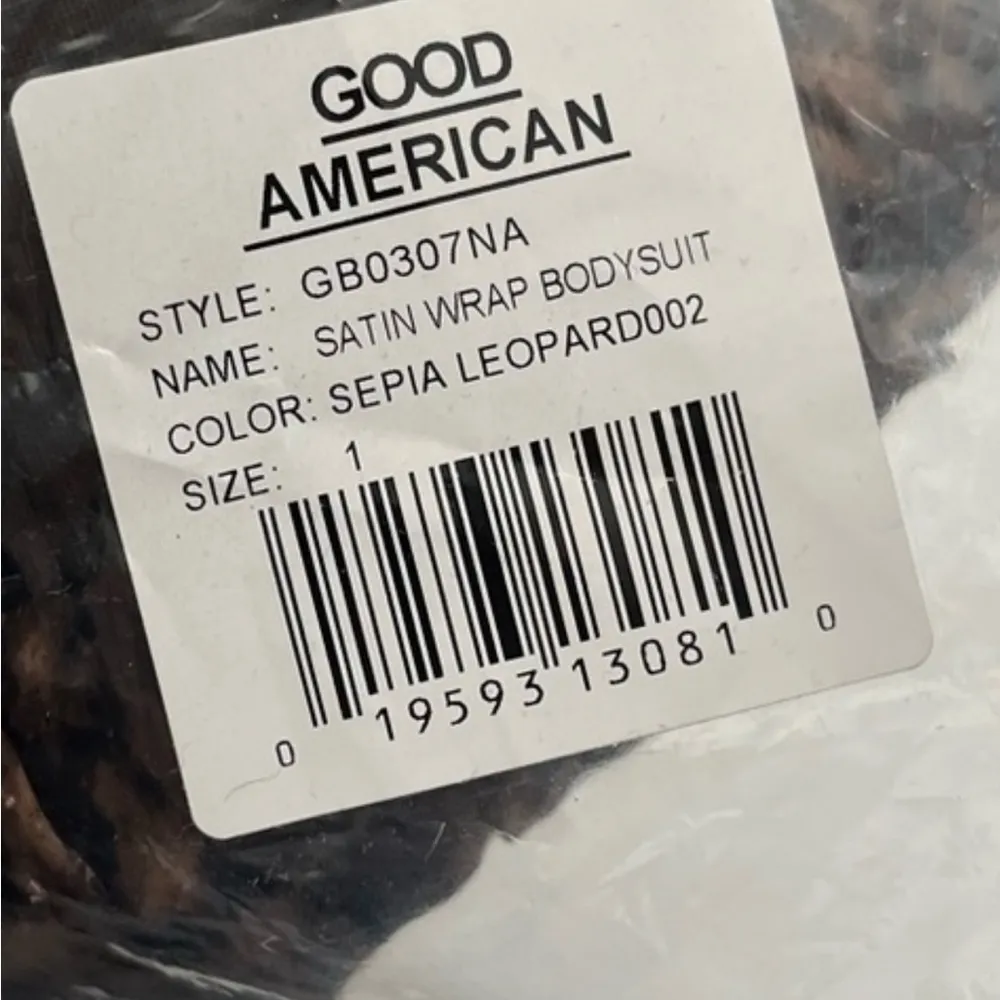 GOOD
AMERICAN
STYLE: GB0307NA
NAME: SATIN WRAP BODYSUIT
COLOR: SEPIA LEOPARD002
SIZE: 1
0 19593 13081 0